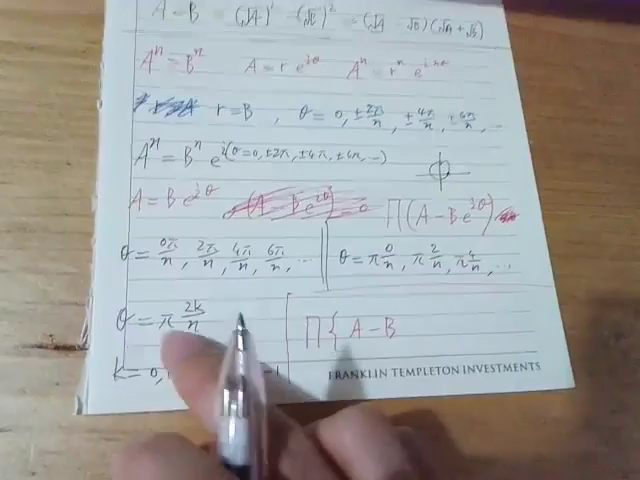 A - B = (√A)² - (√B)² = (√A - √B)(√A + √B)
Aⁿ = Bⁿ A = r e^{iθ} Aⁿ = rⁿ e^{inθ}
r = B , θ = 0, ±2π/n, ±4π/n, ±6π/n, ...
Aⁿ = Bⁿ e^{i(θ=0, ±2π, ±4π, ±6π, ...)}
A = B e^{iθ} ∏(A - B e^{iθ})
θ = 0π/n, 2π/n, 4π/n, 6π/n, ... θ = π 0/n, π 2/n, π 4/n, ...
θ = π 2k/n ∏{ A - B
k = 0,
FRANKLIN TEMPLETON INVESTMENTS